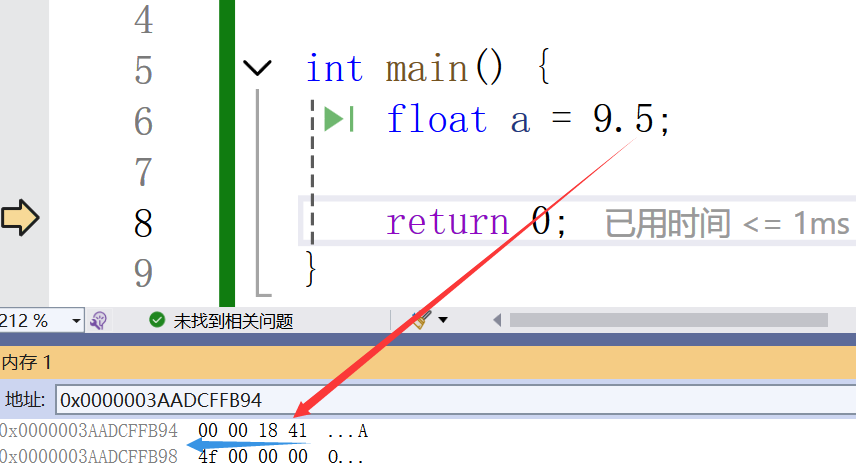 4
5 int main() {
6 float a = 9.5;
7
8 return 0; 已用时间 <= 1ms
9 }
212 % 未找到相关问题
内存 1
地址: 0x0000003AADCFFB94
0x0000003AADCFFB94 00 00 18 41 ...A
0x0000003AADCFFB98 4f 00 00 00 O...